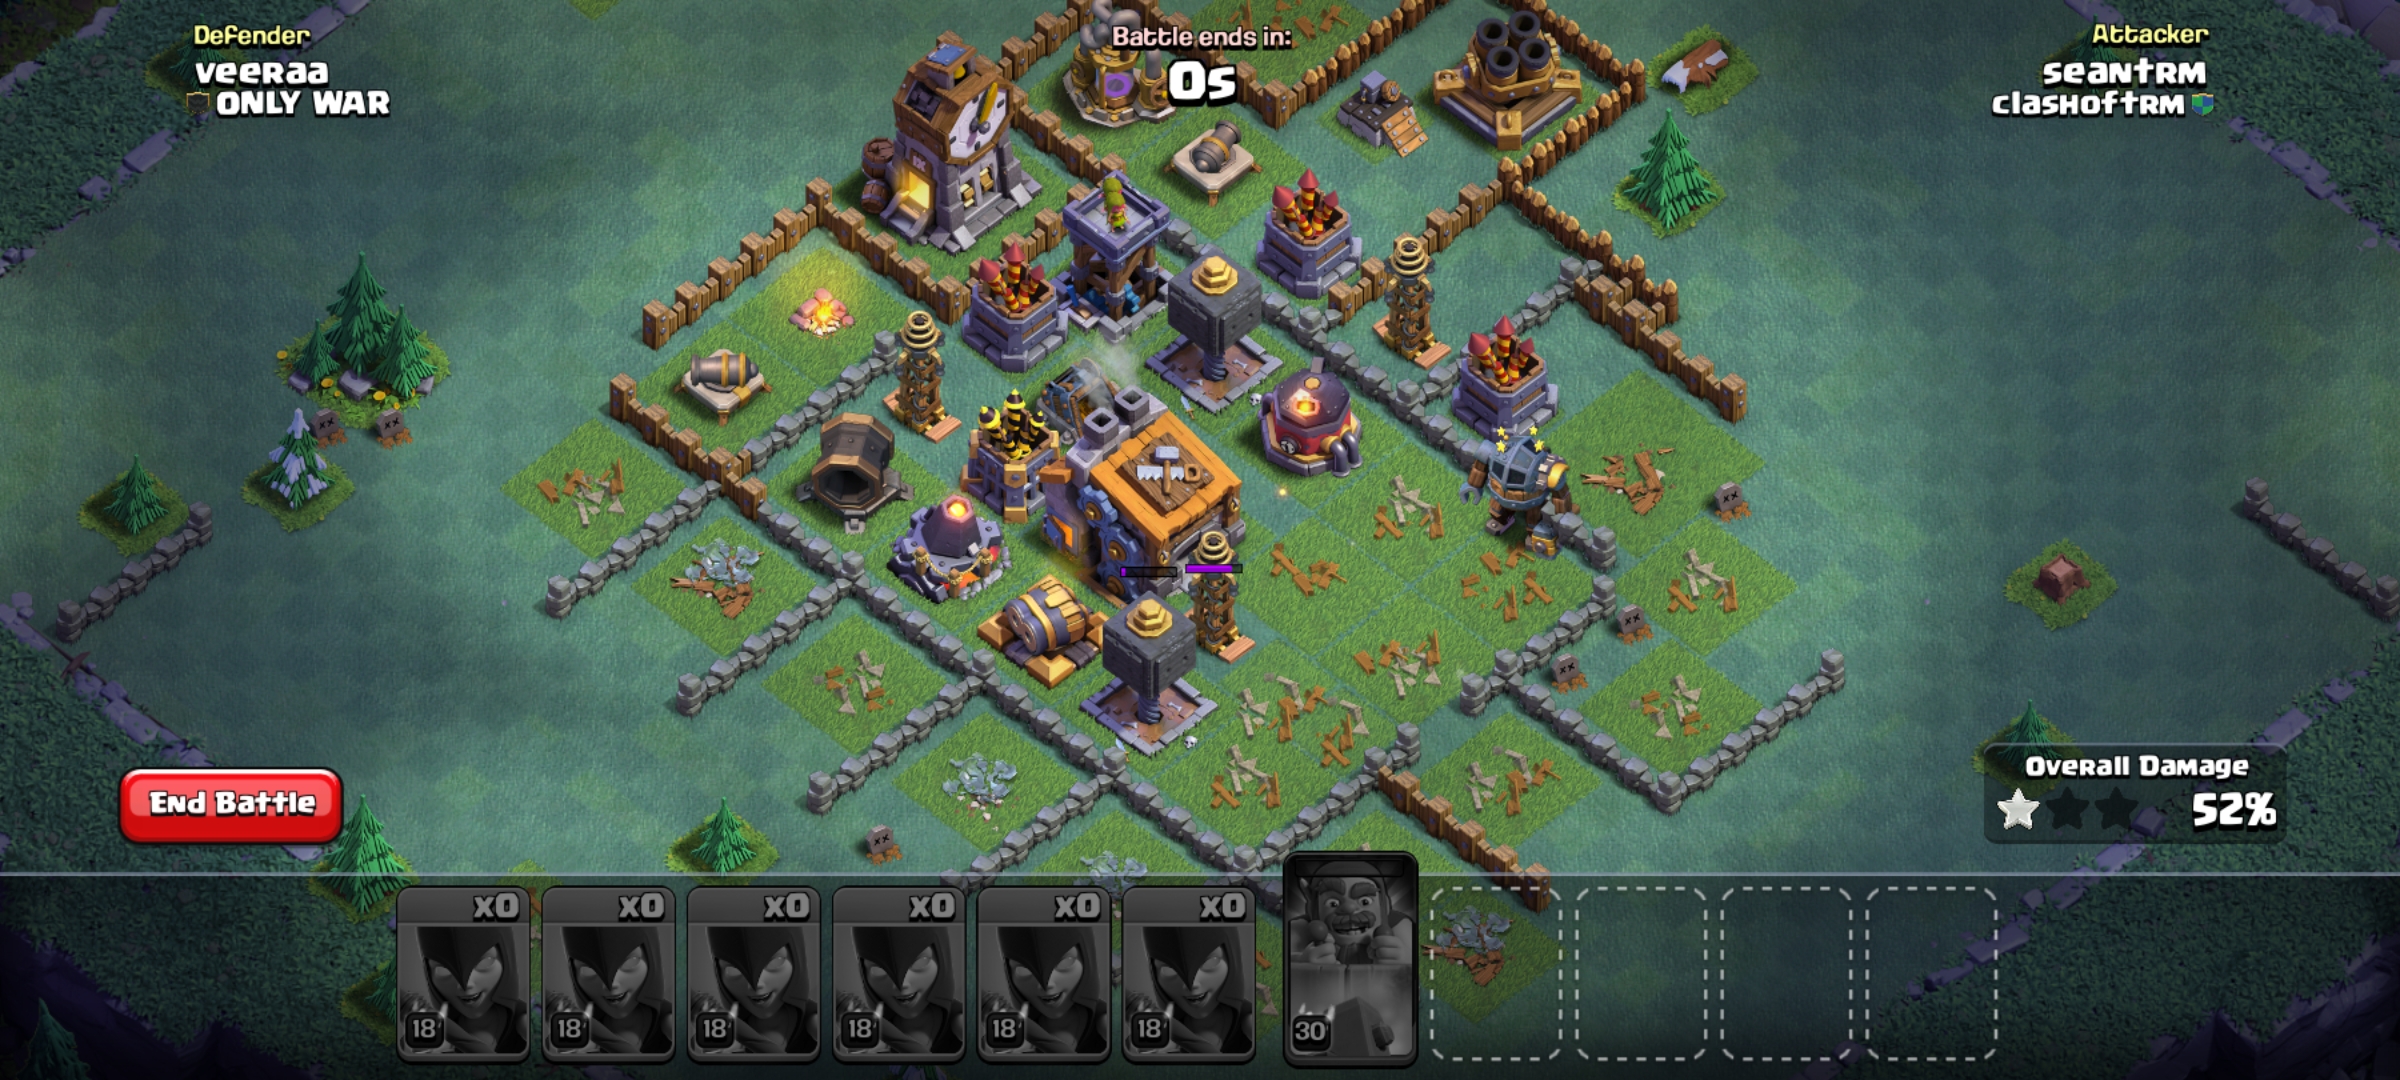 Defender
veeraa
ONLY WAR
Battle ends in:
0s
Attacker
seantRM
clashoftRM
End Battle
Overall Damage
52%
x0
x0
x0
x0
x0
x0
18
18
18
18
18
18
30